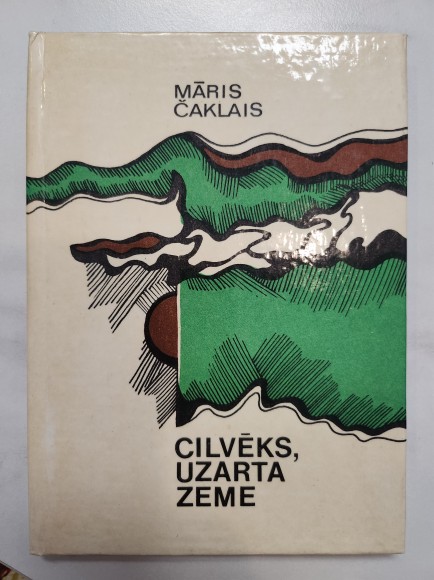 MĀRIS
ČAKLAIS
CILVĒKS,
UZARTA
ZEME